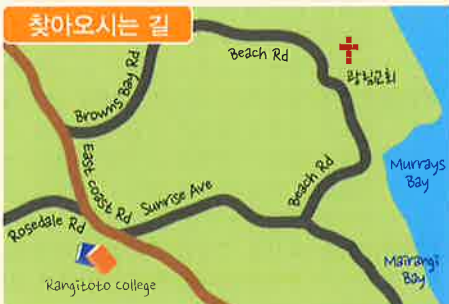 찾아오시는 길
Beach Rd
광림교회
Browns Bay Rd
East coast Rd
Sunrise Ave
Beach Rd
Murrays
Bay
Rosedale Rd
Mairangi
Bay
Rangitoto College